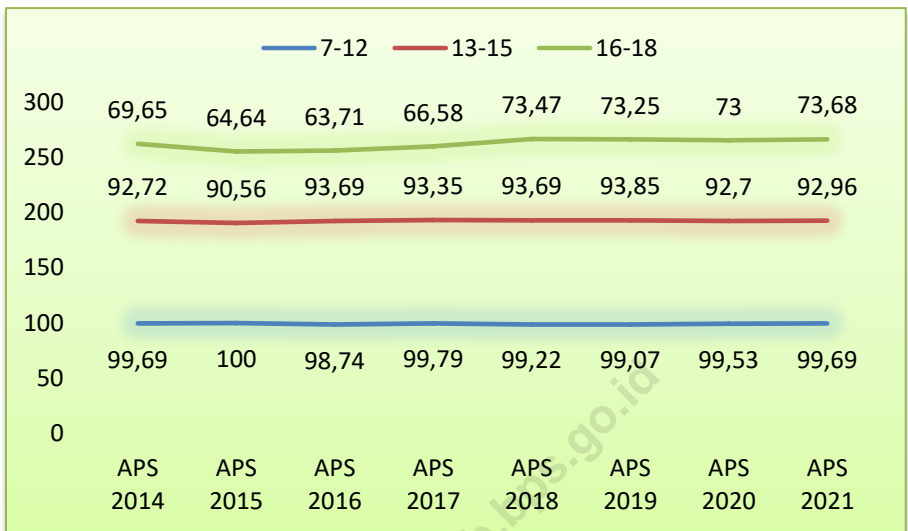 7-12 13-15 16-18
300
69,65 64,64 63,71 66,58 73,47 73,25 73 73,68
250
92,72 90,56 93,69 93,35 93,69 93,85 92,7 92,96
200
150
100
99,69 100 98,74 99,79 99,22 99,07 99,53 99,69
50
0
APS APS APS APS APS APS APS APS
2014 2015 2016 2017 2018 2019 2020 2021
bps.go.id